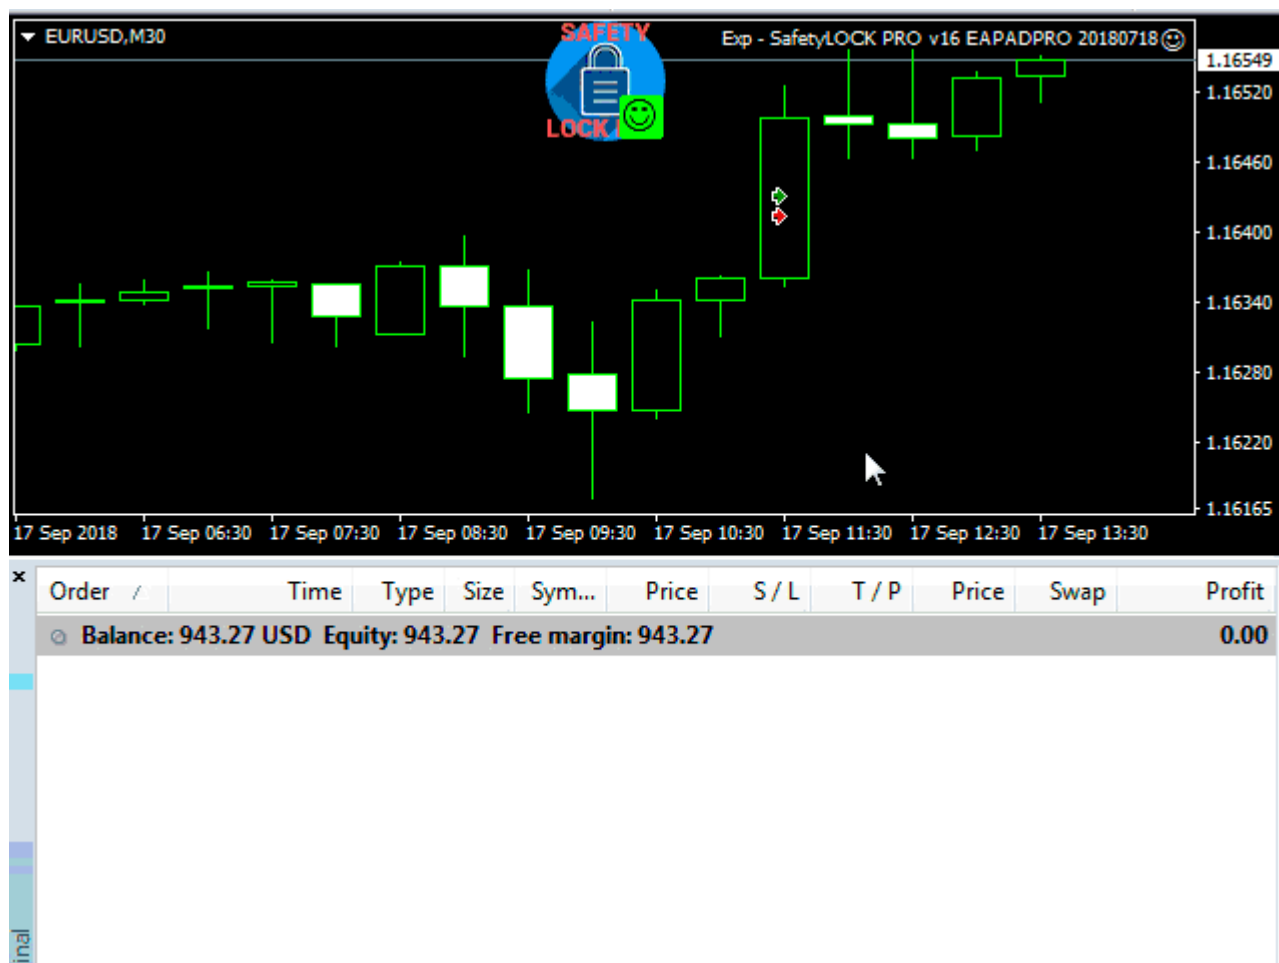 EURUSD,M30
SAFETY
LOCK
Exp - SafetyLOCK PRO v16 EAPADPRO 20180718
1.16549
1.16520
1.16460
1.16400
1.16340
1.16280
1.16220
1.16165
17 Sep 2018 17 Sep 06:30 17 Sep 07:30 17 Sep 08:30 17 Sep 09:30 17 Sep 10:30 17 Sep 11:30 17 Sep 12:30 17 Sep 13:30
Order Time Type Size Sym... Price S / L T / P Price Swap Profit
Balance: 943.27 USD Equity: 943.27 Free margin: 943.27 0.00
inal